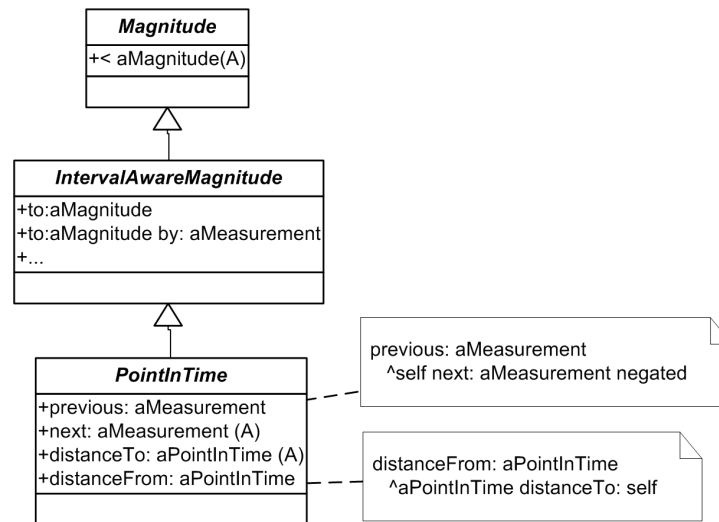 Magnitude
+< aMagnitude(A)
IntervalAwareMagnitude
+to:aMagnitude
+to:aMagnitude by: aMeasurement
+...
PointInTime
+previous: aMeasurement
+next: aMeasurement (A)
+distanceTo: aPointInTime (A)
+distanceFrom: aPointInTime
previous: aMeasurement
^self next: aMeasurement negated
distanceFrom: aPointInTime
^aPointInTime distanceTo: self